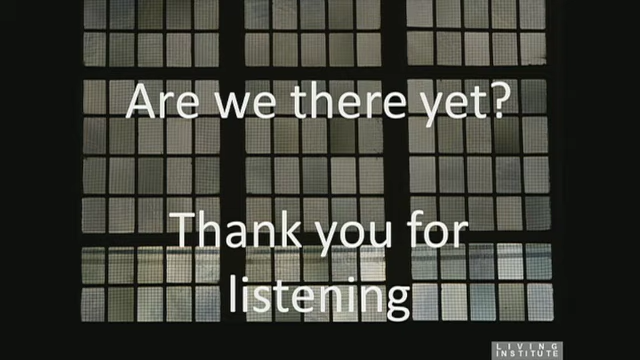 Are we there yet?
Thank you for
listening
LIVING
INSTITUTE